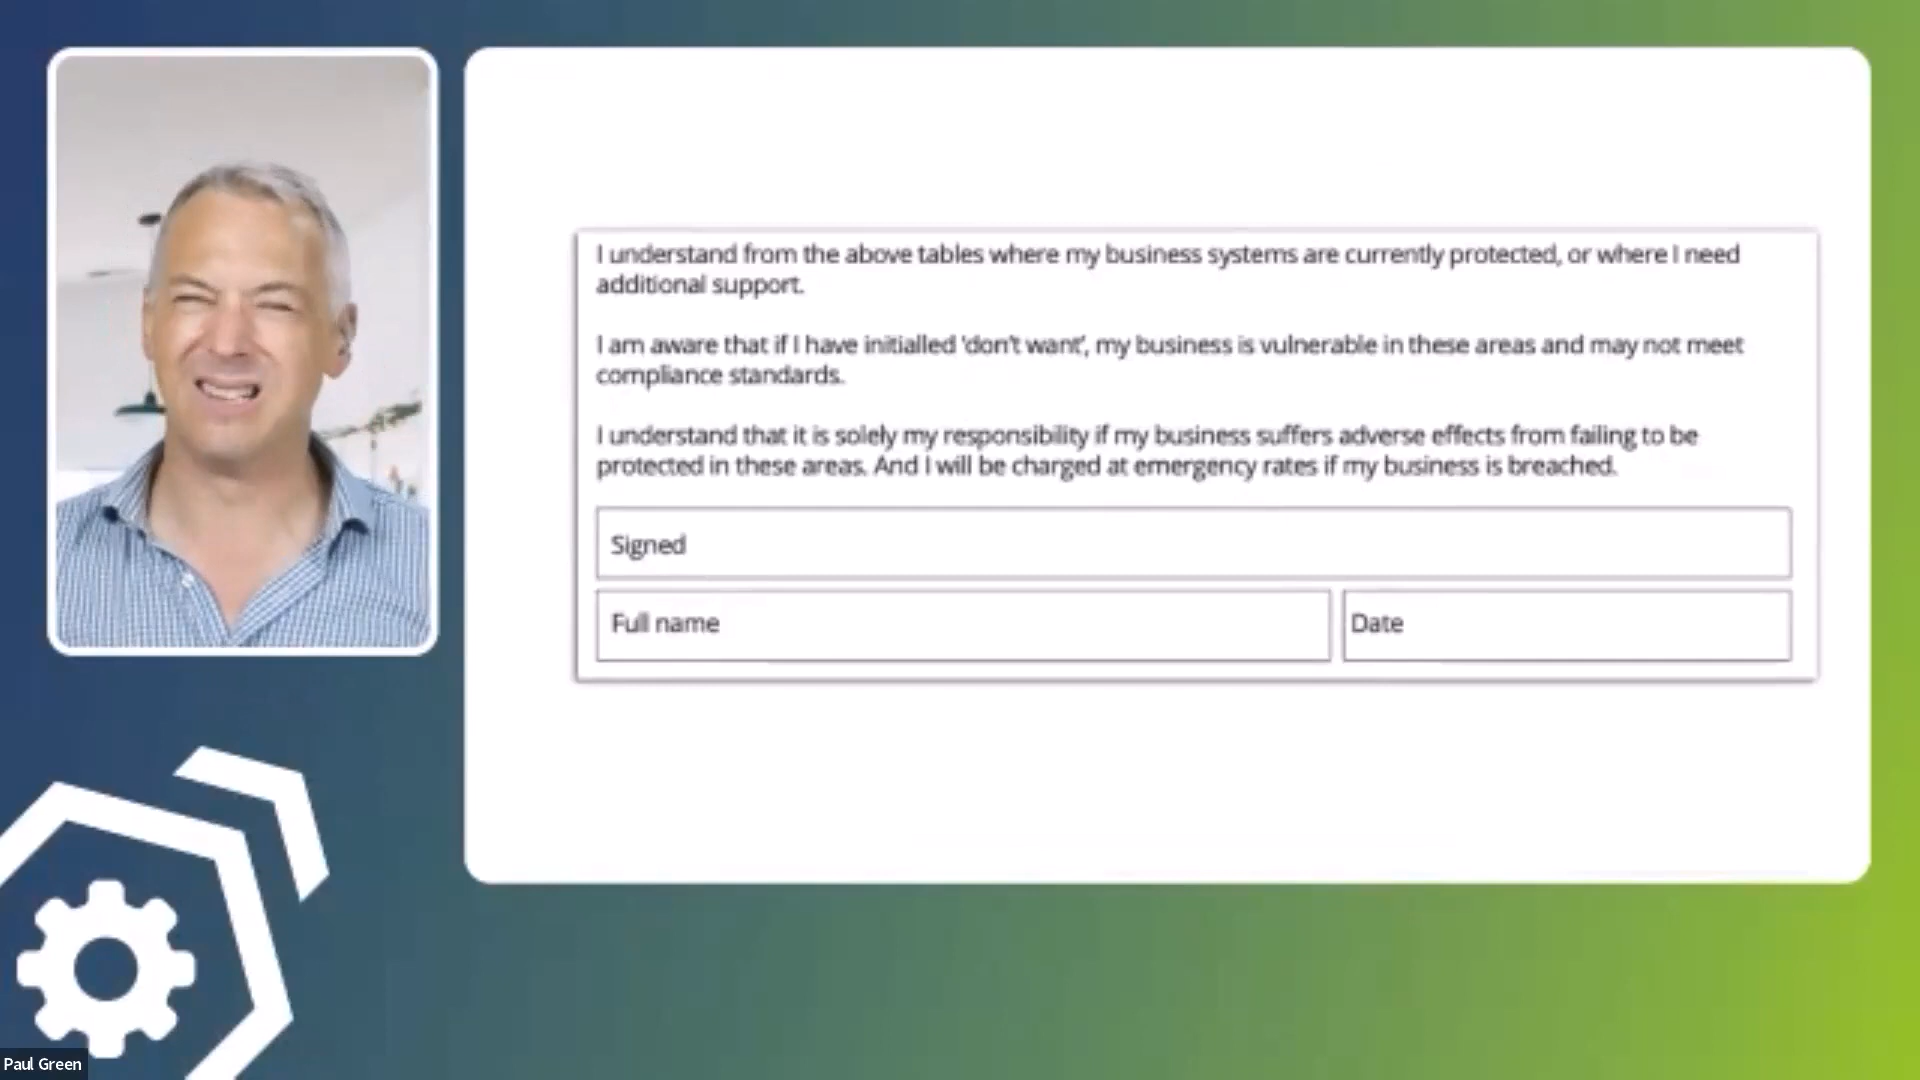 I understand from the above tables where my business systems are currently protected, or where I need
additional support.
I am aware that if I have initialled 'don't want', my business is vulnerable in these areas and may not meet
compliance standards.
I understand that it is solely my responsibility if my business suffers adverse effects from failing to be
protected in these areas. And I will be charged at emergency rates if my business is breached.
Signed
Full name
Date
Paul Green